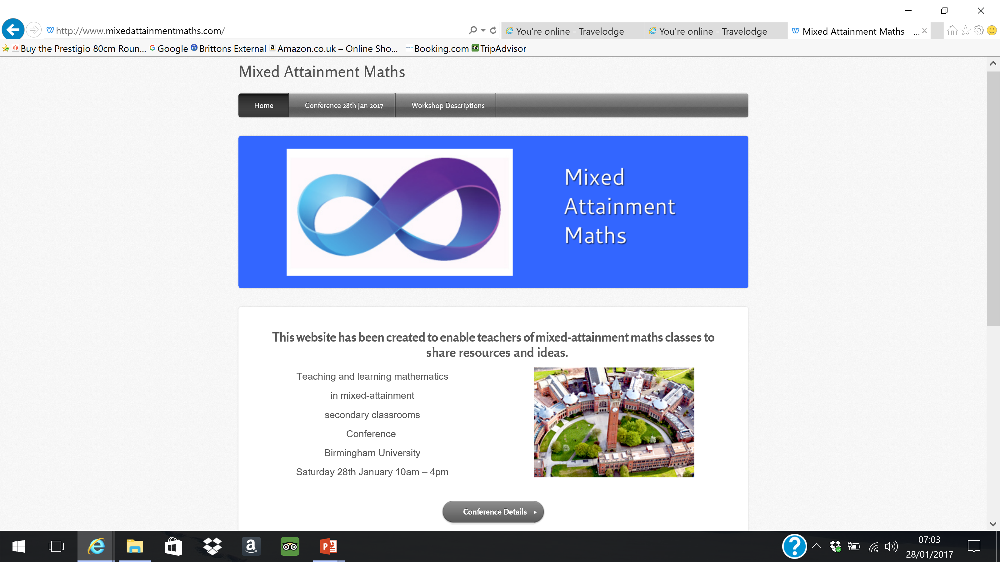 http://www.mixedattainmentmaths.com/
You're online - Travelodge
You're online - Travelodge
Mixed Attainment Maths - ...
Buy the Prestigio 80cm Roun... Google Brittons External Amazon.co.uk – Online Sho... Booking.com TripAdvisor
Mixed Attainment Maths
Home
Conference 28th Jan 2017
Workshop Descriptions
Mixed
Attainment
Maths
This website has been created to enable teachers of mixed-attainment maths classes to
share resources and ideas.
Teaching and learning mathematics
in mixed-attainment
secondary classrooms
Conference
Birmingham University
Saturday 28th January 10am – 4pm
Conference Details
07:03
28/01/2017